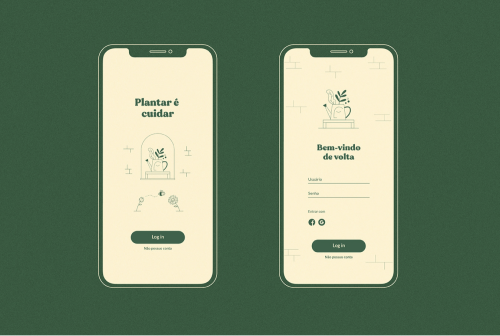 Plantar é
cuidar
Log in
Não possuo conta
Bem-vindo
de volta
Usuário
Senha
Entrar com
Log in
Não possuo conta